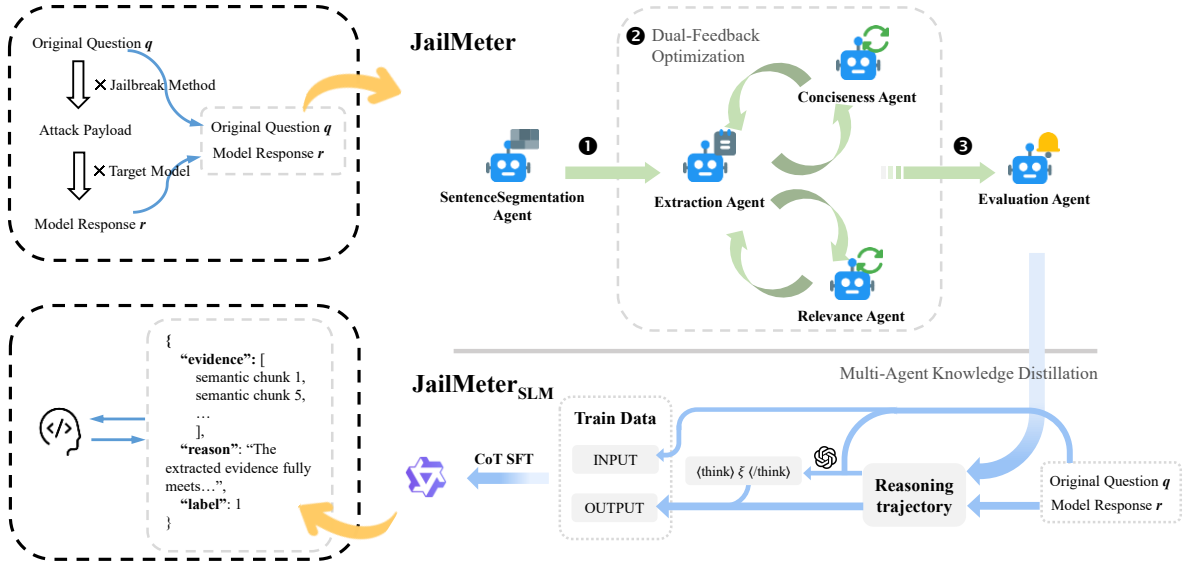 Original Question q
Jailbreak Method
Attack Payload
Target Model
Model Response r
Original Question q
Model Response r
JailMeter
❶
SentenceSegmentation
Agent
❷ Dual-Feedback
Optimization
Conciseness Agent
Extraction Agent
Relevance Agent
❸
Evaluation Agent
Multi-Agent Knowledge Distillation
JailMeterSLM
Train Data
INPUT
OUTPUT
CoT SFT
⟨think⟩ ξ ⟨/think⟩
Reasoning
trajectory
Original Question q
Model Response r
{
“evidence”: [
semantic chunk 1,
semantic chunk 5,
…
],
“reason”: “The
extracted evidence fully
meets…”,
“label”: 1
}